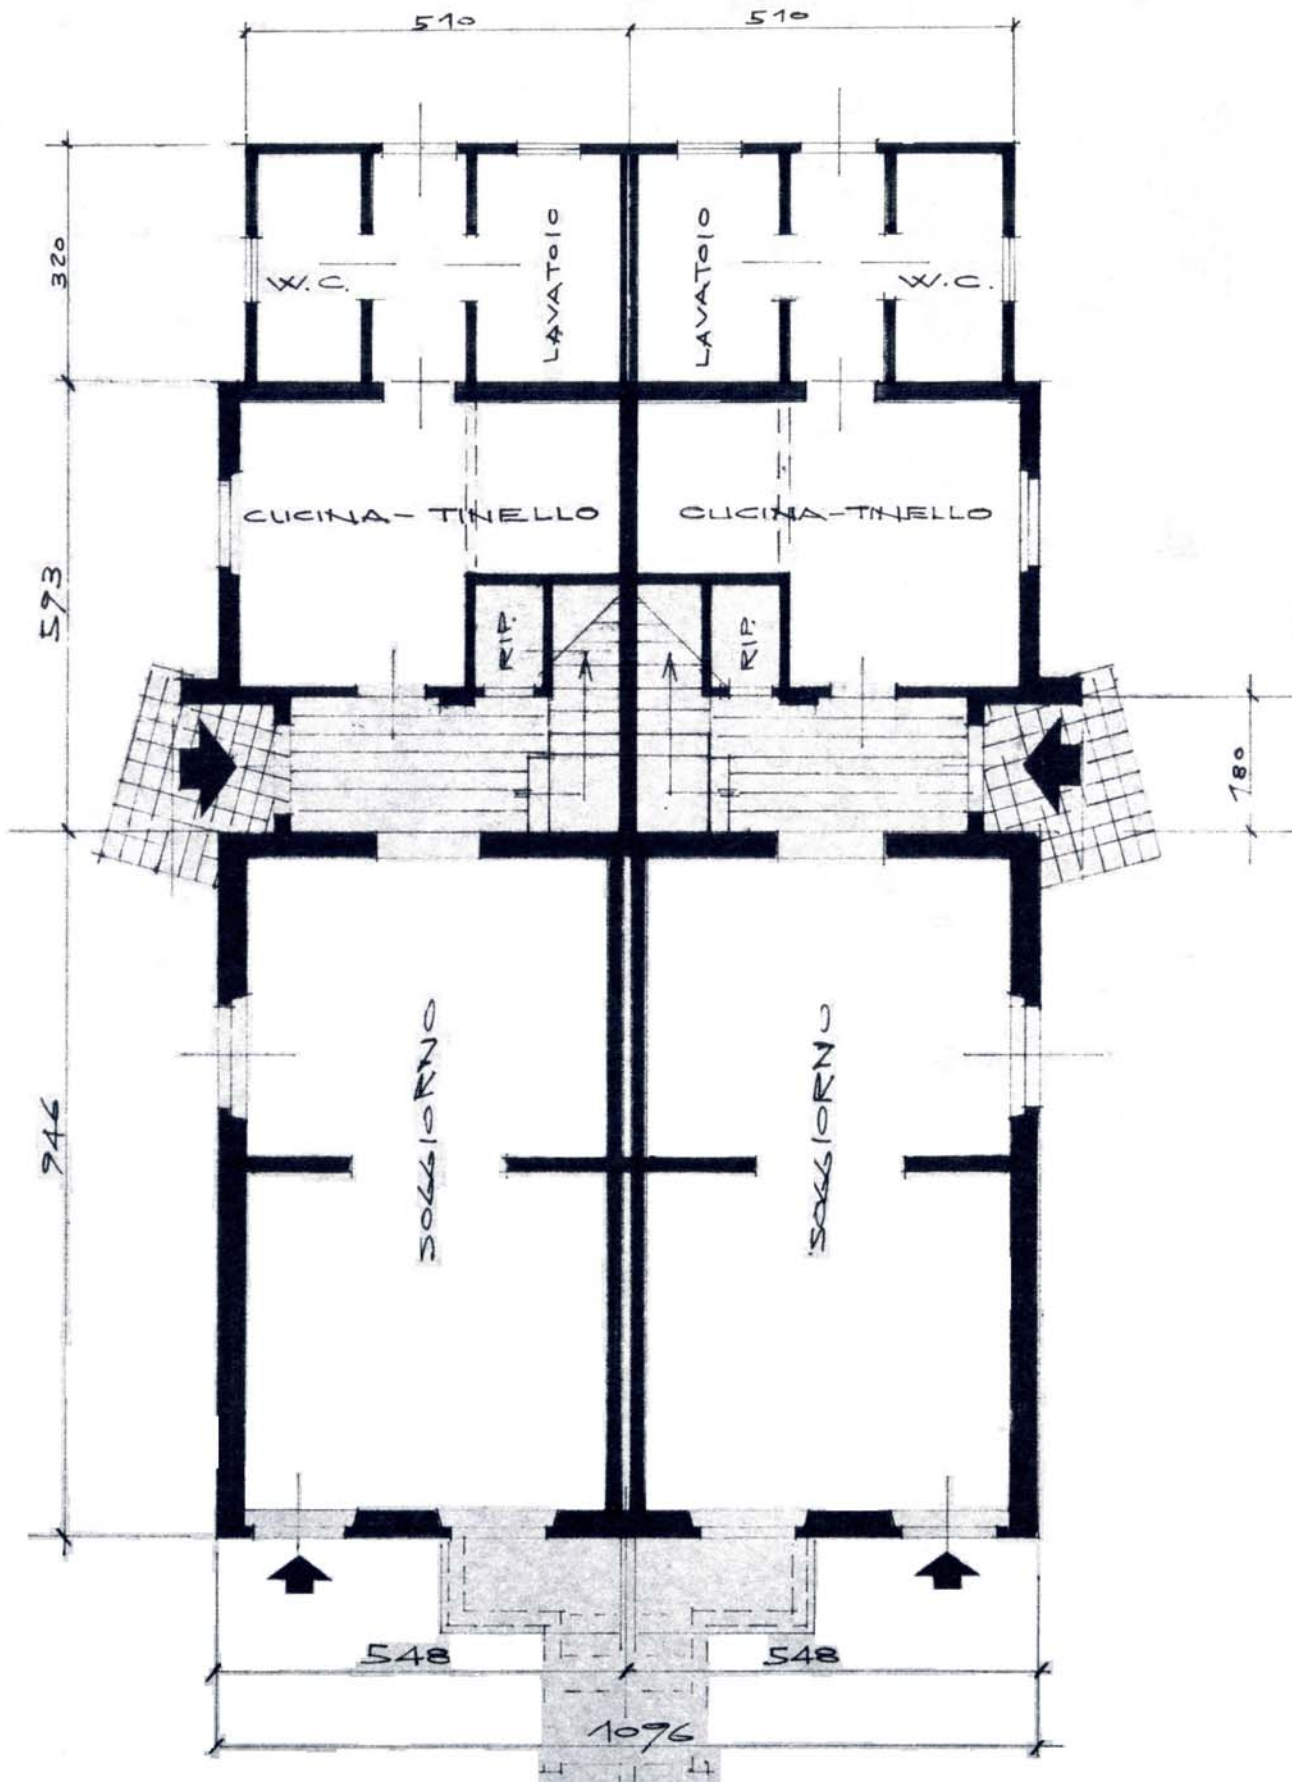 510 510
320
W.C. LAVATOIO LAVATOIO W.C.
CUCINA-TINELLO CUCINA-TINELLO
593
RIP. RIP.
180
SOGGIORNO SOGGIORNO
946
548 548
1096